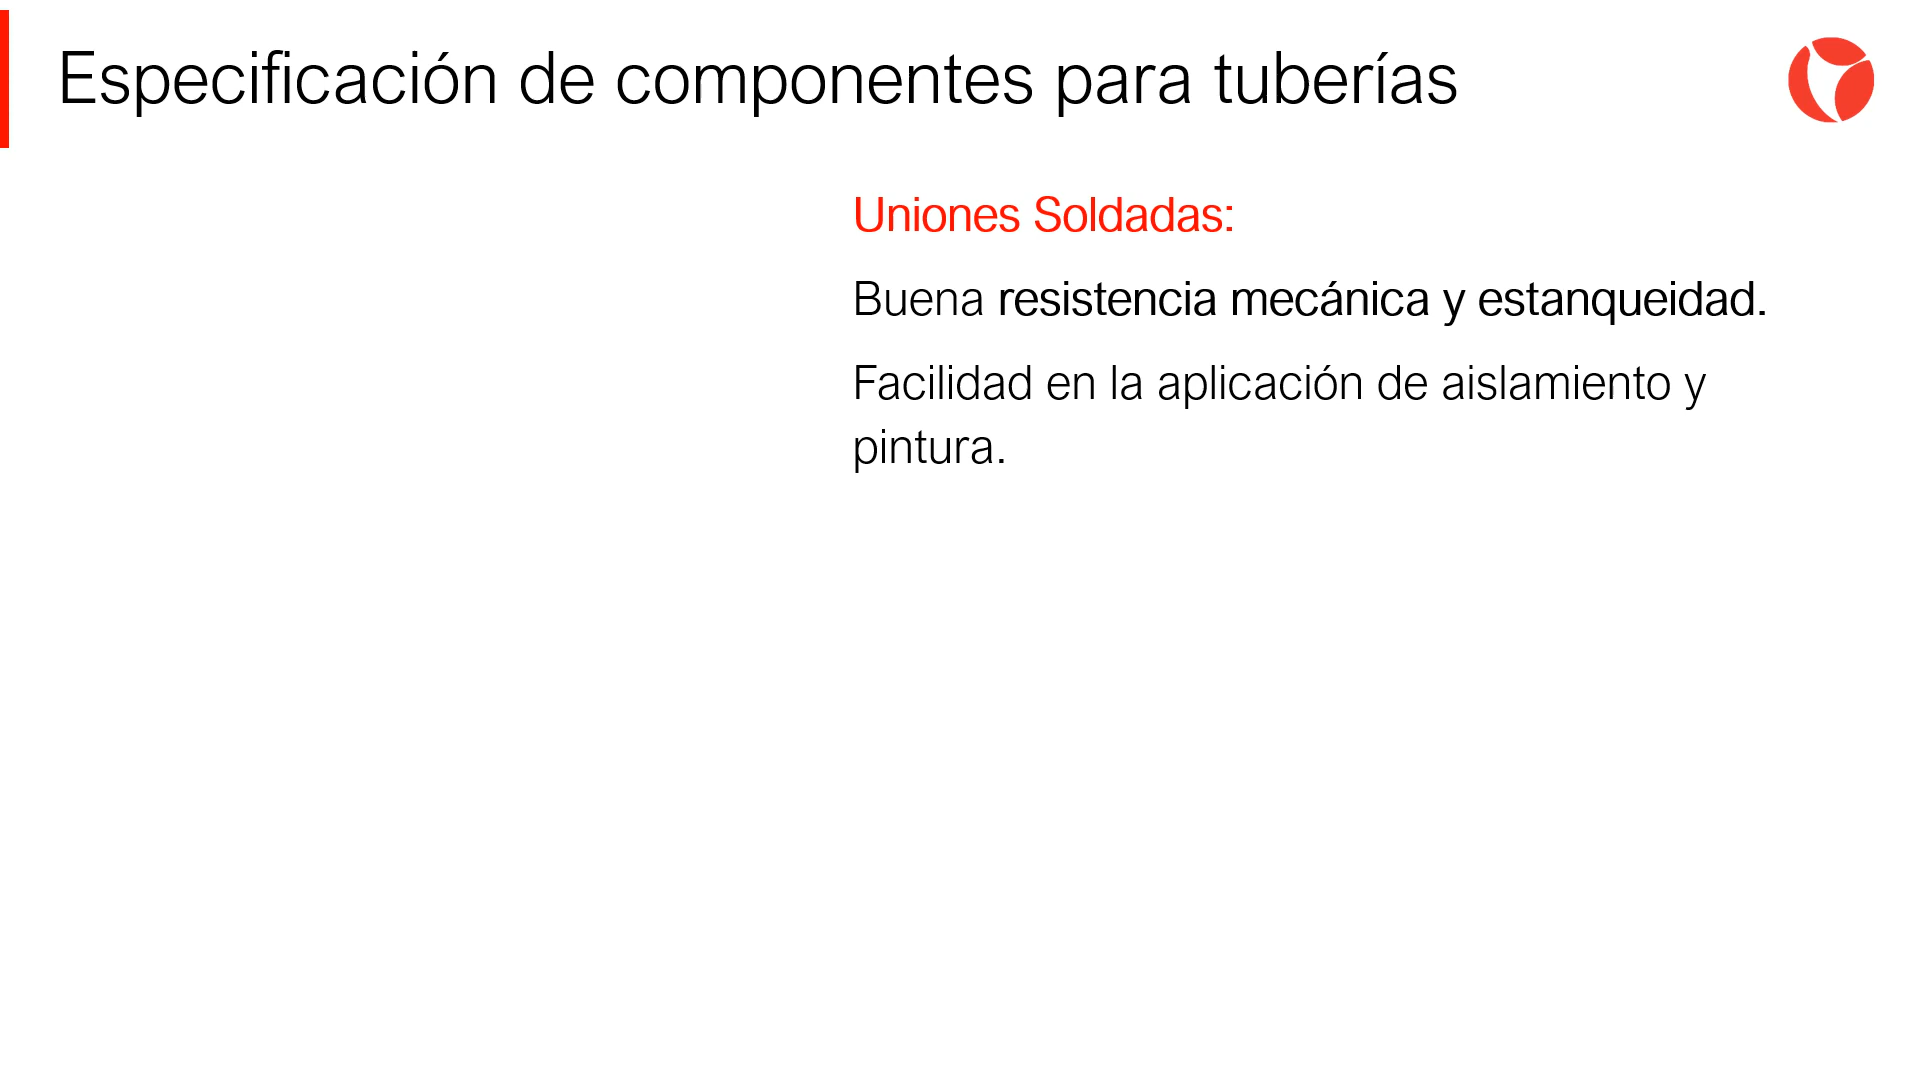 Especificación de componentes para tuberías
Uniones Soldadas:
Buena resistencia mecánica y estanqueidad.
Facilidad en la aplicación de aislamiento y
pintura.